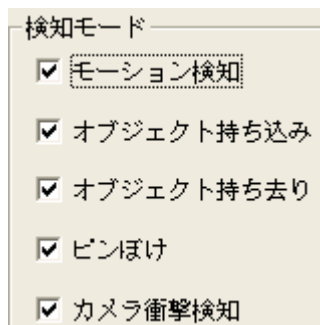 検知モード
モーション検知
オブジェクト持ち込み
オブジェクト持ち去り
ピンぼけ
カメラ衝撃検知